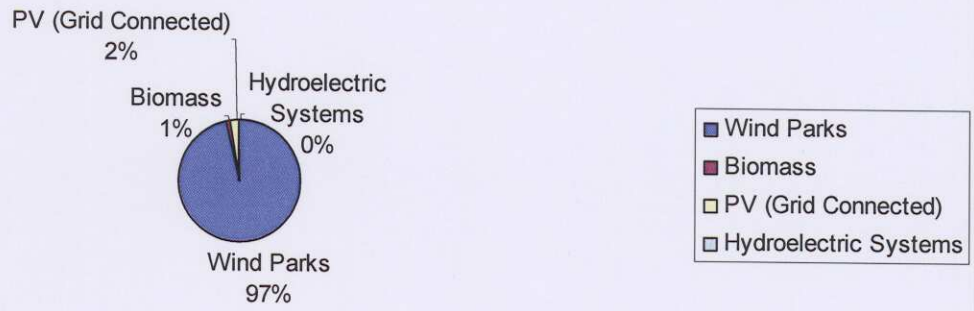 PV (Grid Connected)
2%
Biomass
1%
Hydroelectric
Systems
0%
Wind Parks
97%
Wind Parks
Biomass
PV (Grid Connected)
Hydroelectric Systems